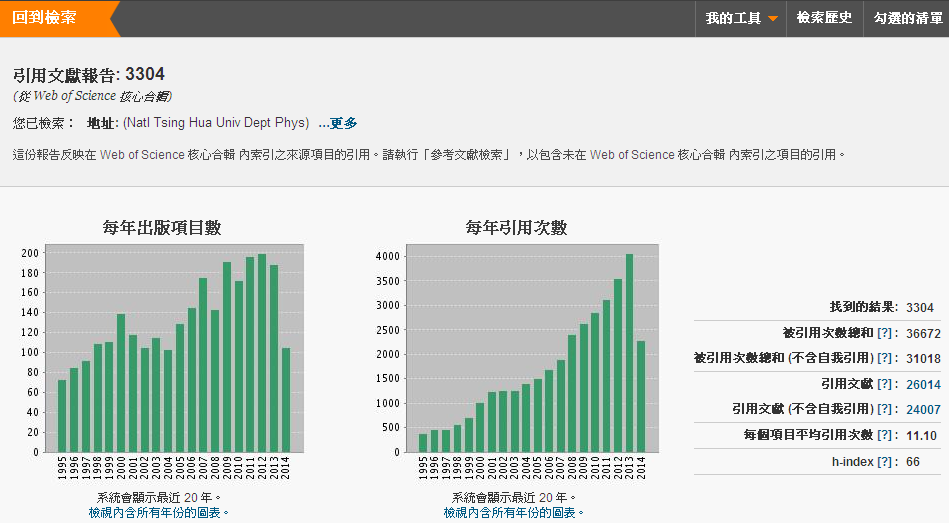 回到檢索
我的工具
檢索歷史
勾選的清單
引用文獻報告: 3304
(從 Web of Science 核心合輯)
您已檢索： 地址: (Natl Tsing Hua Univ Dept Phys) ...更多
這份報告反映在 Web of Science 核心合輯 內索引之來源項目的引用。請執行「參考文獻檢索」，以包含未在 Web of Science 核心合輯 內索引之項目的引用。
每年出版項目數
200
180
160
140
120
100
80
60
40
20
0
1995 1996 1997 1998 1999 2000 2001 2002 2003 2004 2005 2006 2007 2008 2009 2010 2011 2012 2013 2014
系統會顯示最近 20 年。
檢視內含所有年份的圖表。
每年引用次數
4000
3500
3000
2500
2000
1500
1000
500
0
1995 1996 1997 1998 1999 2000 2001 2002 2003 2004 2005 2006 2007 2008 2009 2010 2011 2012 2013 2014
系統會顯示最近 20 年。
檢視內含所有年份的圖表。
找到的結果: 3304
被引用次數總和 [?] : 36672
被引用次數總和 (不含自我引用) [?] : 31018
引用文獻 [?] : 26014
引用文獻 (不含自我引用) [?] : 24007
每個項目平均引用次數 [?] : 11.10
h-index [?] : 66